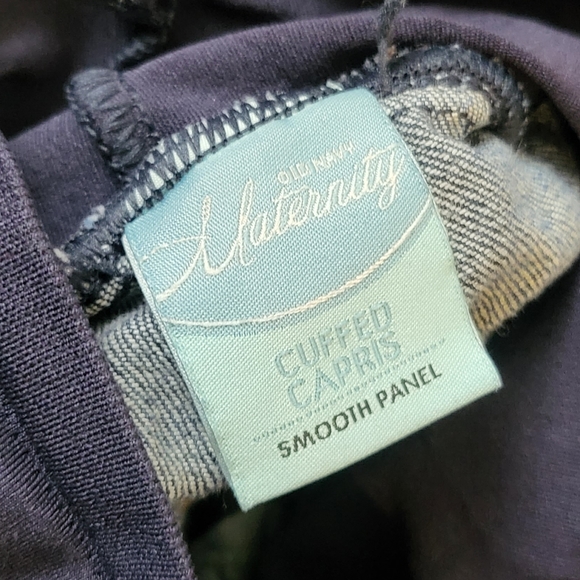 OLD NAVY
Maternity
CUFFED
CAPRIS
SMOOTH PANEL